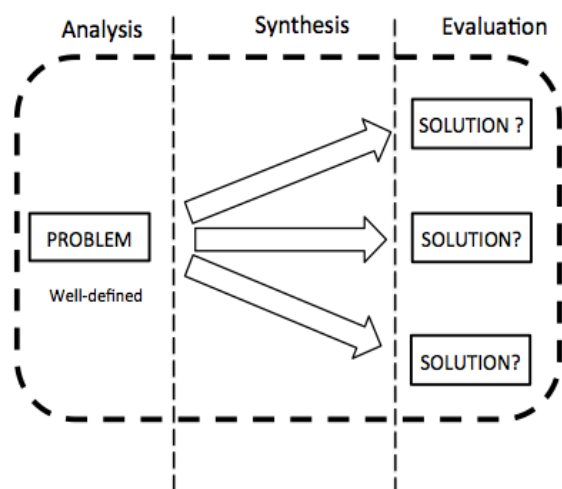 Analysis
Synthesis
Evaluation
SOLUTION ?
PROBLEM
SOLUTION?
Well-defined
SOLUTION?